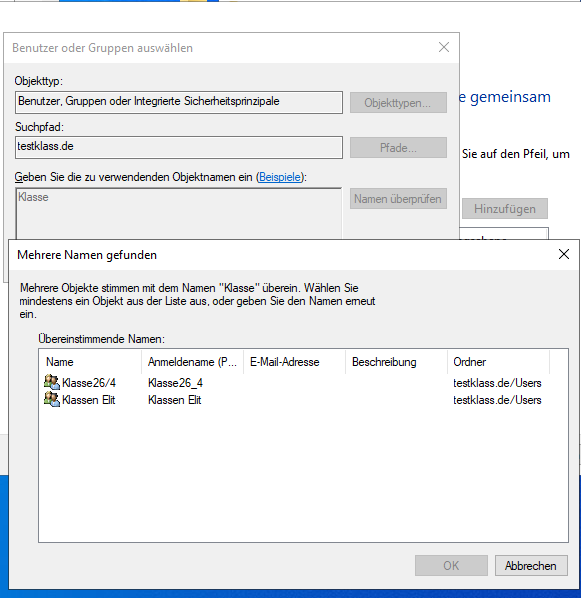 Benutzer oder Gruppen auswählen
Objekttyp:
Benutzer, Gruppen oder Integrierte Sicherheitsprinzipale
Objekttypen...
e gemeinsam
Suchpfad:
testklass.de
Pfade...
Sie auf den Pfeil, um
Geben Sie die zu verwendenden Objektnamen ein (Beispiele):
Klasse
Namen überprüfen
Hinzufügen
Mehrere Namen gefunden
Mehrere Objekte stimmen mit dem Namen "Klasse" überein. Wählen Sie
mindestens ein Objekt aus der Liste aus, oder geben Sie den Namen erneut
ein.
Übereinstimmende Namen:
Name Anmeldename (P... E-Mail-Adresse Beschreibung Ordner
Klasse26/4 Klasse26_4 testklass.de/Users
Klassen Elit Klassen Elit testklass.de/Users
OK Abbrechen